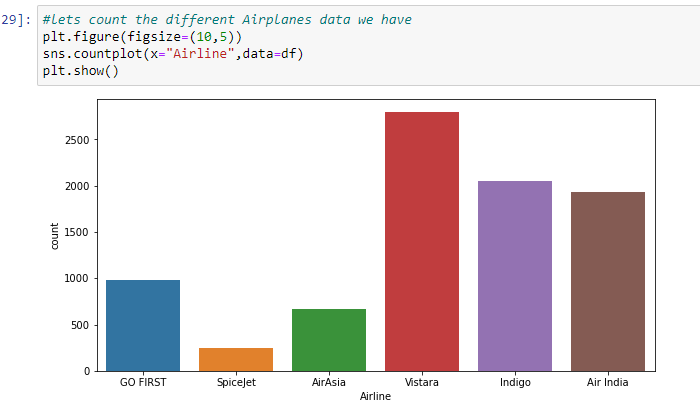 29]: #lets count the different Airplanes data we have
plt.figure(figsize=(10,5))
sns.countplot(x="Airline",data=df)
plt.show()
2500
2000
1500
1000
500
0
count
GO FIRST SpiceJet AirAsia Vistara Indigo Air India
Airline